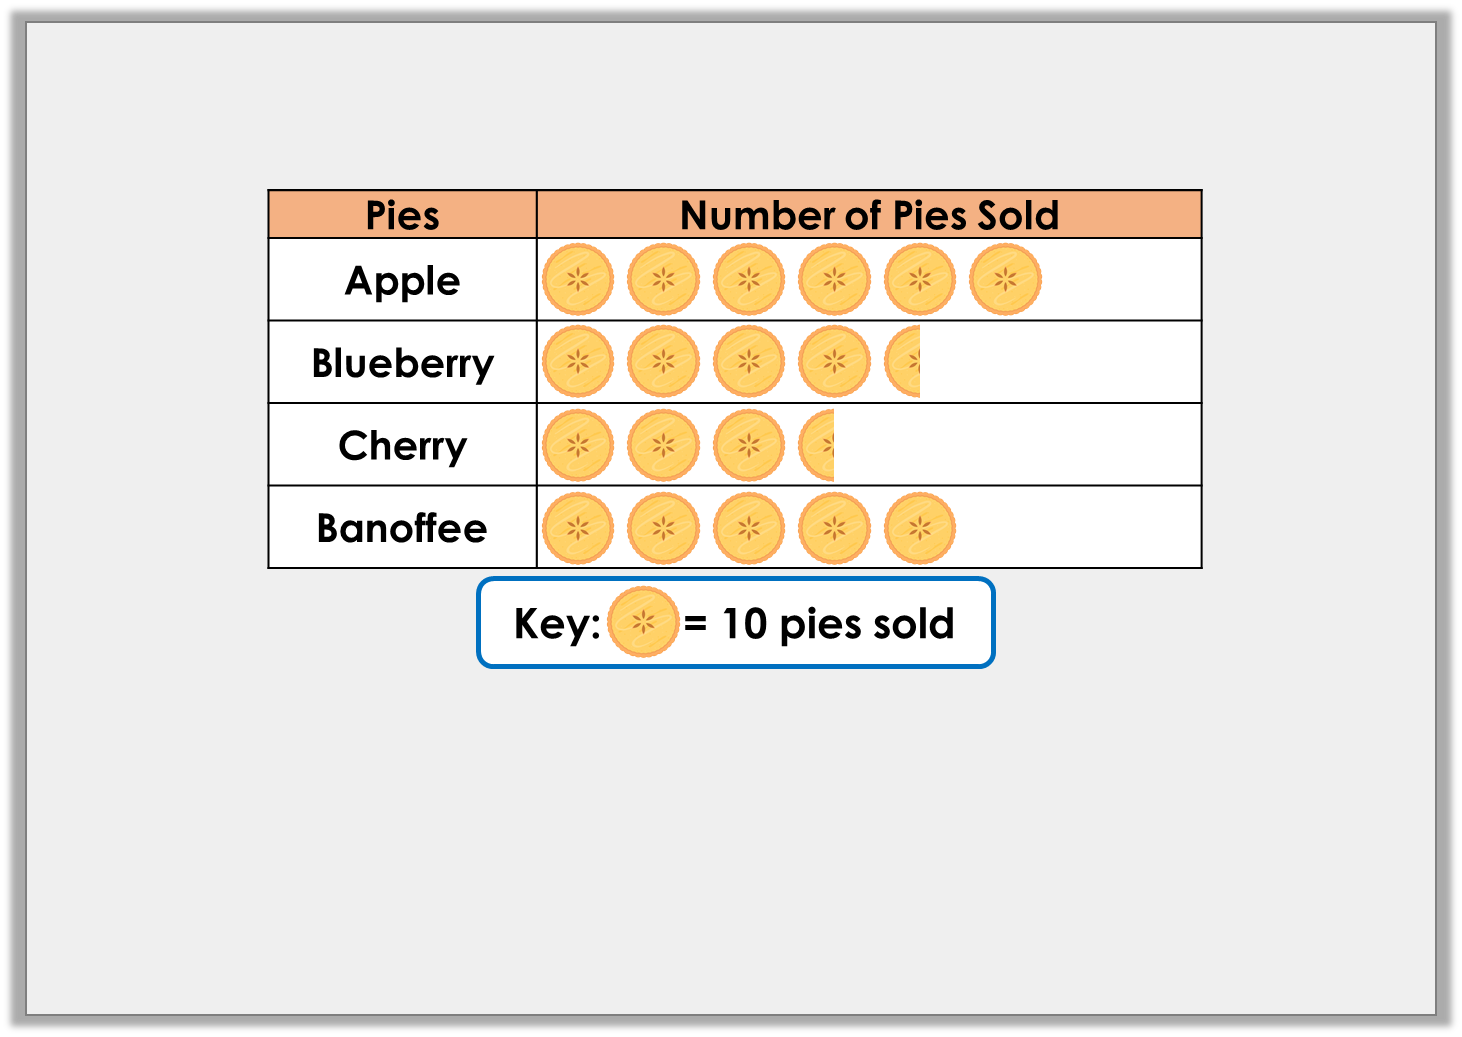 Pies Number of Pies Sold
Apple
Blueberry
Cherry
Banoffee
Key: = 10 pies sold